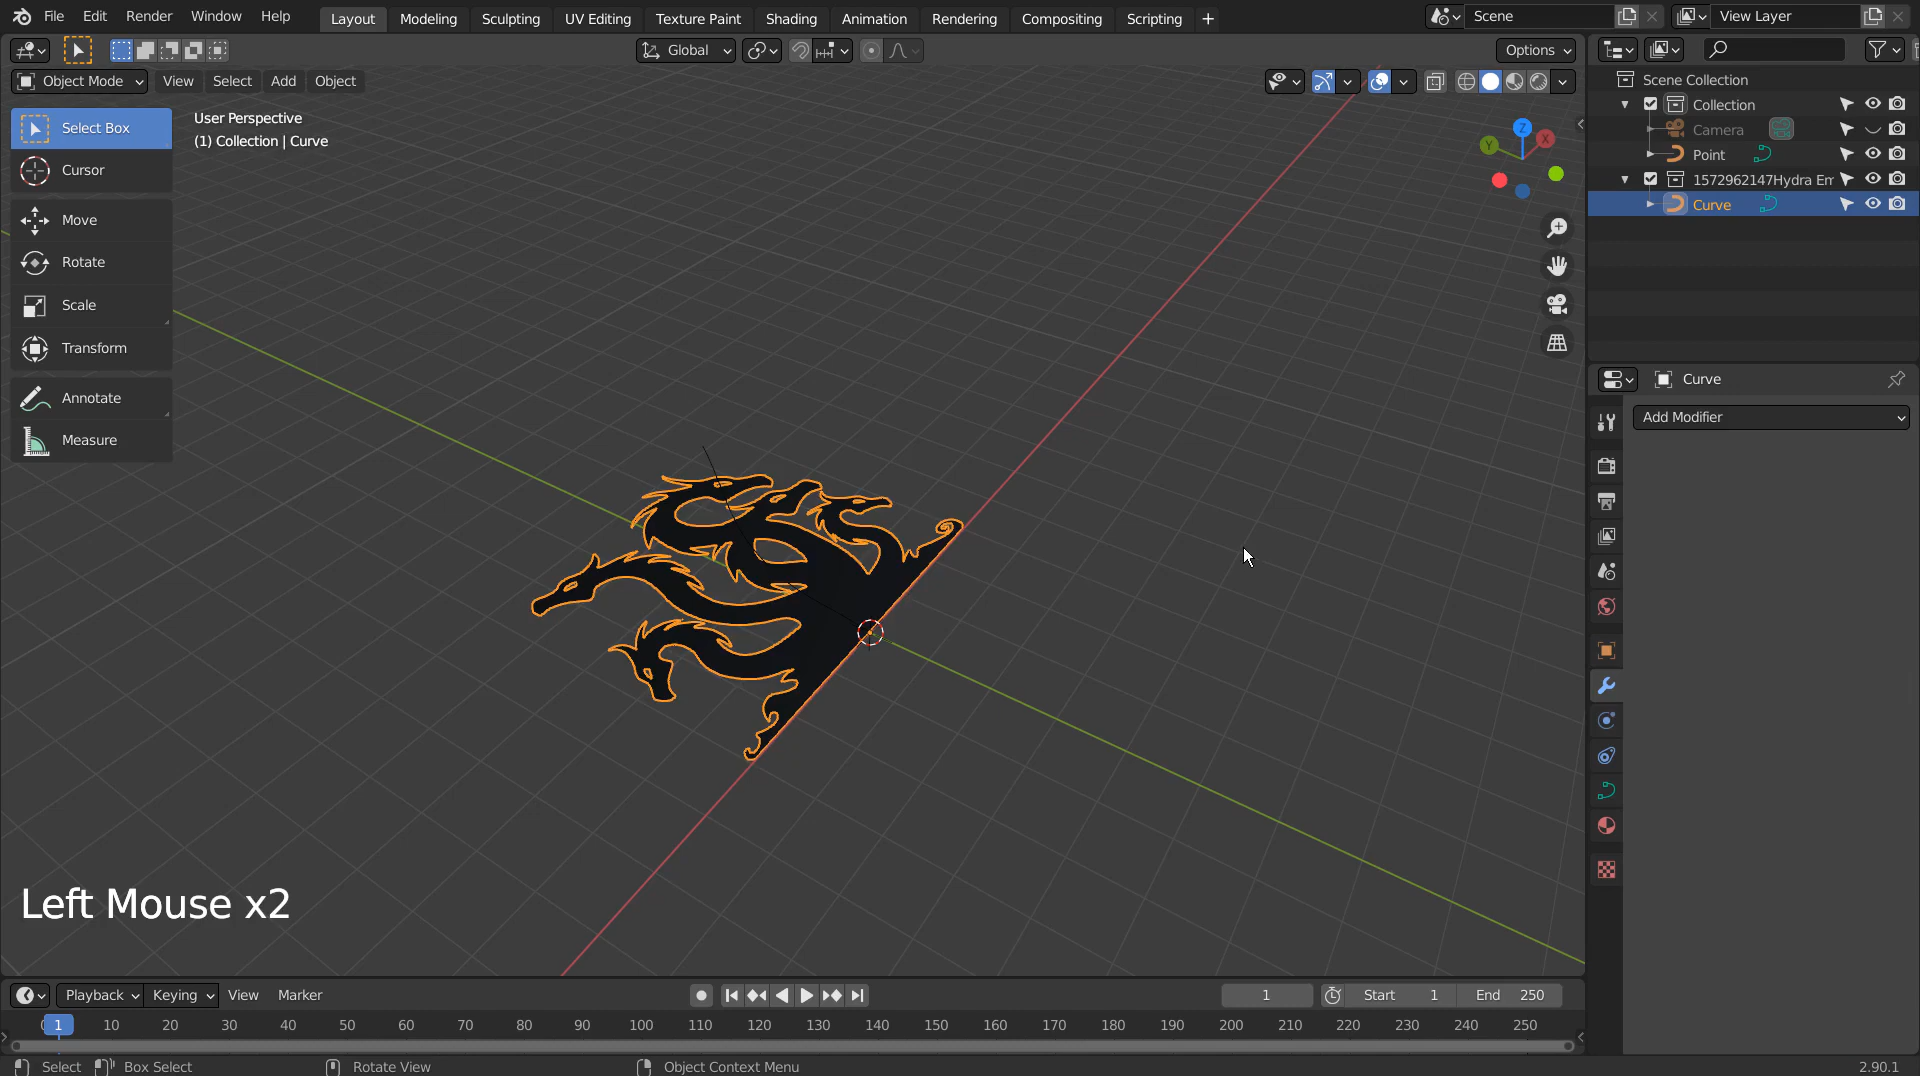 File Edit Render Window Help Layout Modeling Sculpting UV Editing Texture Paint Shading Animation Rendering Compositing Scripting + Scene View Layer
Global Options
Object Mode View Select Add Object
Scene Collection
Collection
Camera
Point
1572962147Hydra Em
Curve
Select Box
Cursor
Move
Rotate
Scale
Transform
Annotate
Measure
User Perspective
(1) Collection | Curve
Z
X
Y
Curve
Add Modifier
Left Mouse x2
Playback Keying View Marker 1 Start 1 End 250
1 10 20 30 40 50 60 70 80 90 100 110 120 130 140 150 160 170 180 190 200 210 220 230 240 250
Select Box Select Rotate View Object Context Menu 2.90.1